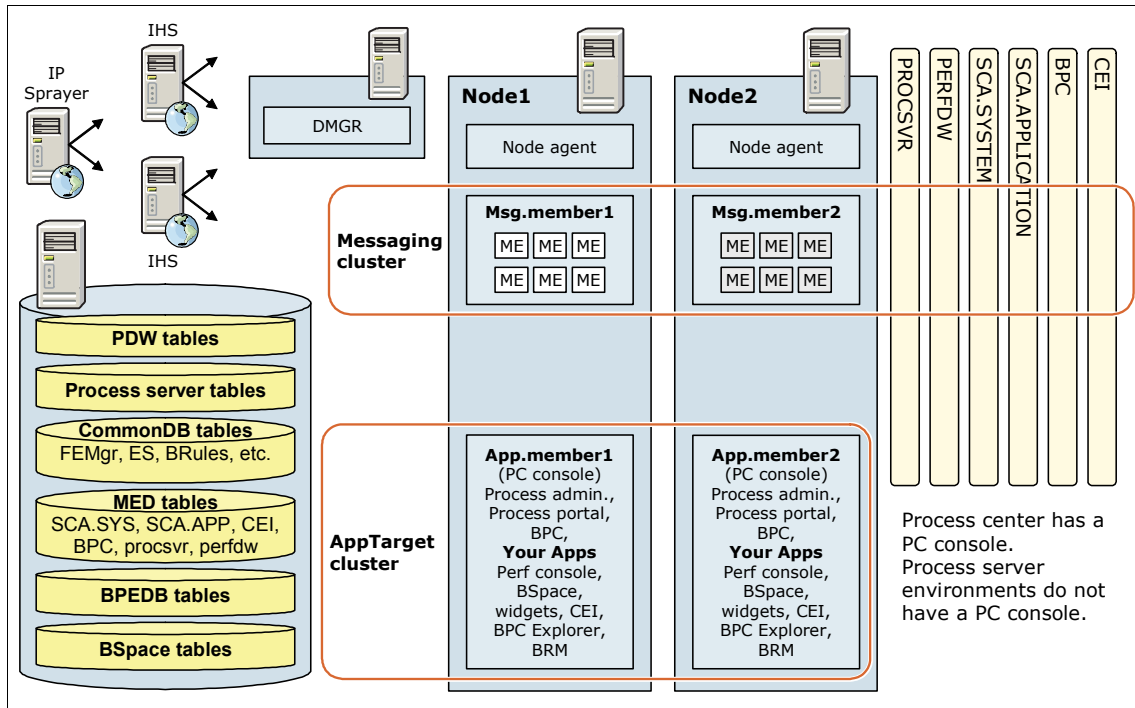 IHS
IP
Sprayer
IHS
DMGR
Node1
Node agent
Node2
Node agent
PROCSVR
PERFDW
SCA.SYSTEM
SCA.APPLICATION
BPC
CEI
Messaging
cluster
Msg.member1
ME ME ME
ME ME ME
Msg.member2
ME ME ME
ME ME ME
PDW tables
Process server tables
CommonDB tables
FEMgr, ES, BRules, etc.
MED tables
SCA.SYS, SCA.APP, CEI,
BPC, procsvr, perfdw
BPEDB tables
BSpace tables
AppTarget
cluster
App.member1
(PC console)
Process admin.,
Process portal,
BPC,
Your Apps
Perf console,
BSpace,
widgets, CEI,
BPC Explorer,
BRM
App.member2
(PC console)
Process admin.,
Process portal,
BPC,
Your Apps
Perf console,
BSpace,
widgets, CEI,
BPC Explorer,
BRM
Process center has a
PC console.
Process server
environments do not
have a PC console.